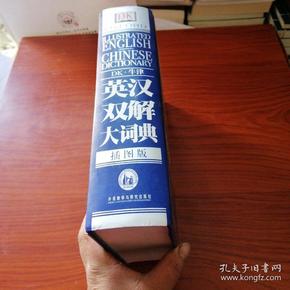 DK
ILLUSTRATED
ENGLISH
CHINESE
DICTIONARY
DK·牛津
英汉
双解
大词典
插图版
外语教学与研究出版社
孔夫子旧书网